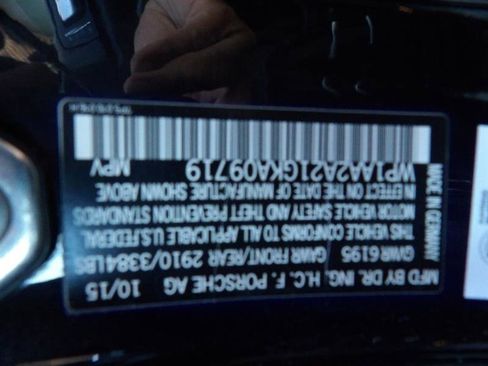 MFD BY DR. ING. H.C. F. PORSCHE AG
10/15
GVWR 6195 GAWR FRONT/REAR 2910/3384LBS
THIS VEHICLE CONFORMS TO ALL APPLICABLE U.S. FEDERAL
MOTOR VEHICLE SAFETY AND THEFT PREVENTION STANDARDS
IN EFFECT ON THE DATE OF MANUFACTURE SHOWN ABOVE
WP1AA2A21GKA09719 MPV
MADE IN GERMANY